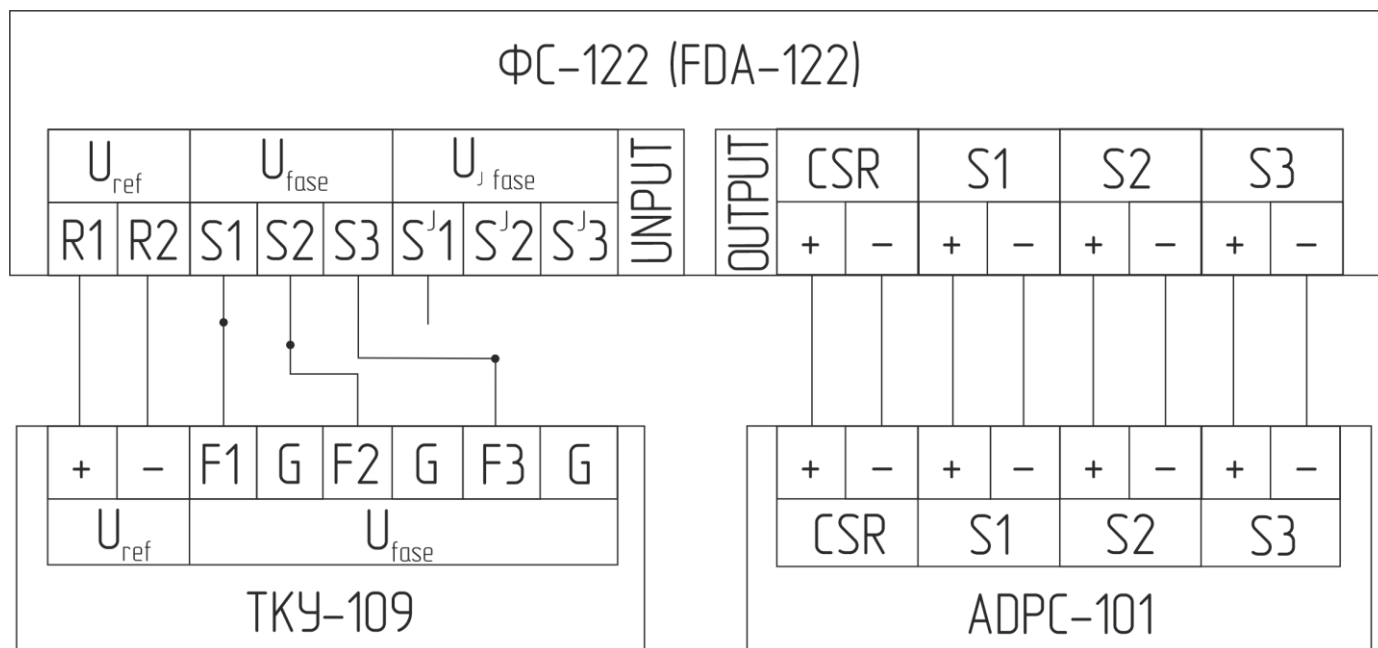 ФС-122 (FDA-122)
U ref U fase U J fase UNPUT
R1 R2 S1 S2 S3 SJ1 SJ2 SJ3
OUTPUT CSR S1 S2 S3
+ - + - + - + -
+ - F1 G F2 G F3 G
U ref U fase
ТКУ-109
+ - + - + - + -
CSR S1 S2 S3
ADPC-101